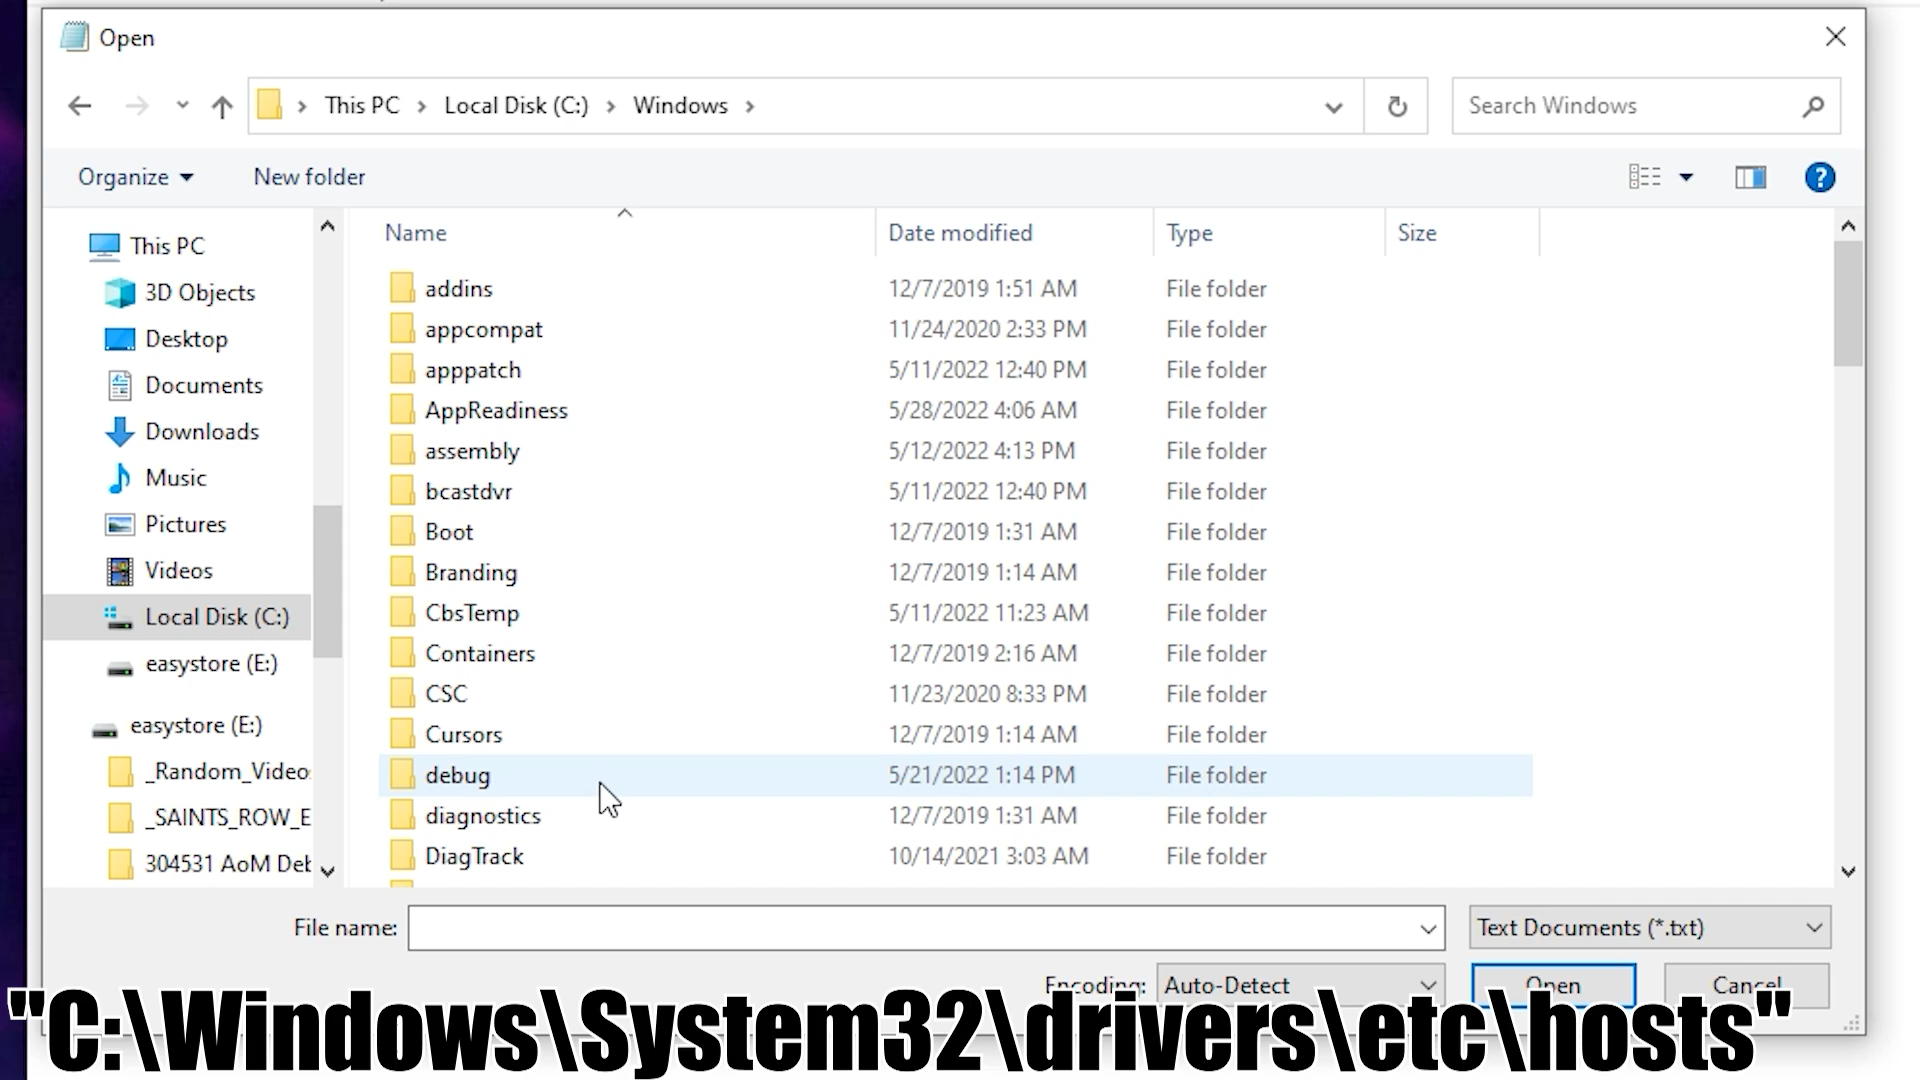 Open
This PC > Local Disk (C:) > Windows >
Search Windows
Organize
New folder
Name
Date modified
Type
Size
This PC
3D Objects
Desktop
Documents
Downloads
Music
Pictures
Videos
Local Disk (C:)
easystore (E:)
easystore (E:)
_Random_Video
_SAINTS_ROW_E
304531 AoM Deb
addins 12/7/2019 1:51 AM File folder
appcompat 11/24/2020 2:33 PM File folder
apppatch 5/11/2022 12:40 PM File folder
AppReadiness 5/28/2022 4:06 AM File folder
assembly 5/12/2022 4:13 PM File folder
bcastdvr 5/11/2022 12:40 PM File folder
Boot 12/7/2019 1:31 AM File folder
Branding 12/7/2019 1:14 AM File folder
CbsTemp 5/11/2022 11:23 AM File folder
Containers 12/7/2019 2:16 AM File folder
CSC 11/23/2020 8:33 PM File folder
Cursors 12/7/2019 1:14 AM File folder
debug 5/21/2022 1:14 PM File folder
diagnostics 12/7/2019 1:31 AM File folder
DiagTrack 10/14/2021 3:03 AM File folder
File name:
Text Documents (*.txt)
Encoding: Auto-Detect
Open
Cancel
"C:\Windows\System32\drivers\etc\hosts"